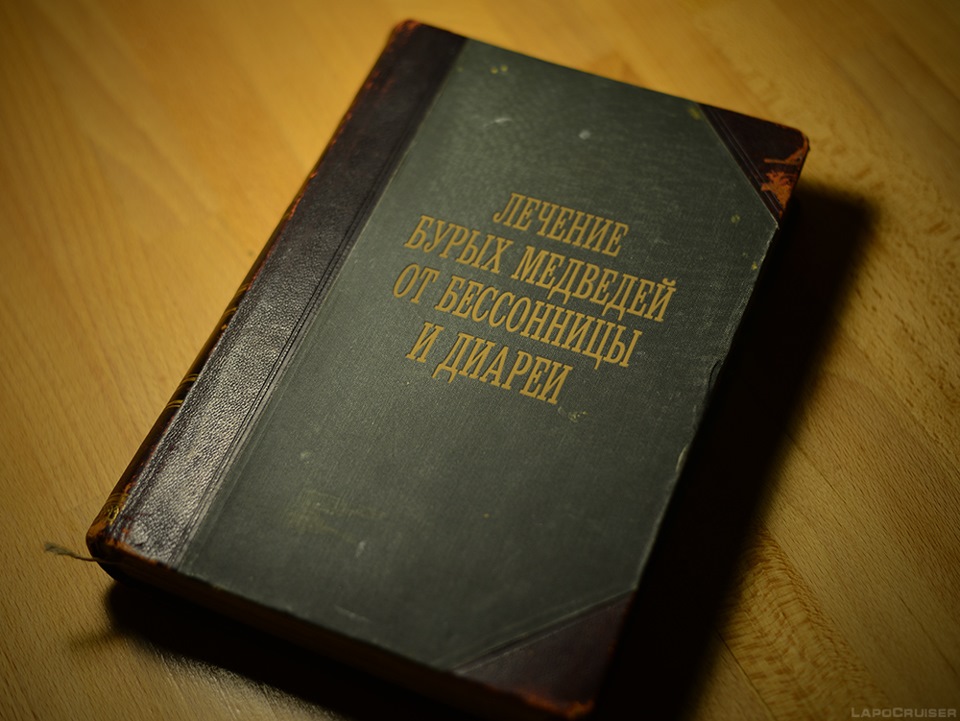 ЛЕЧЕНИЕ
БУРЫХ МЕДВЕДЕЙ
ОТ БЕССОННИЦЫ
И ДИАРЕИ
LapoCruiser